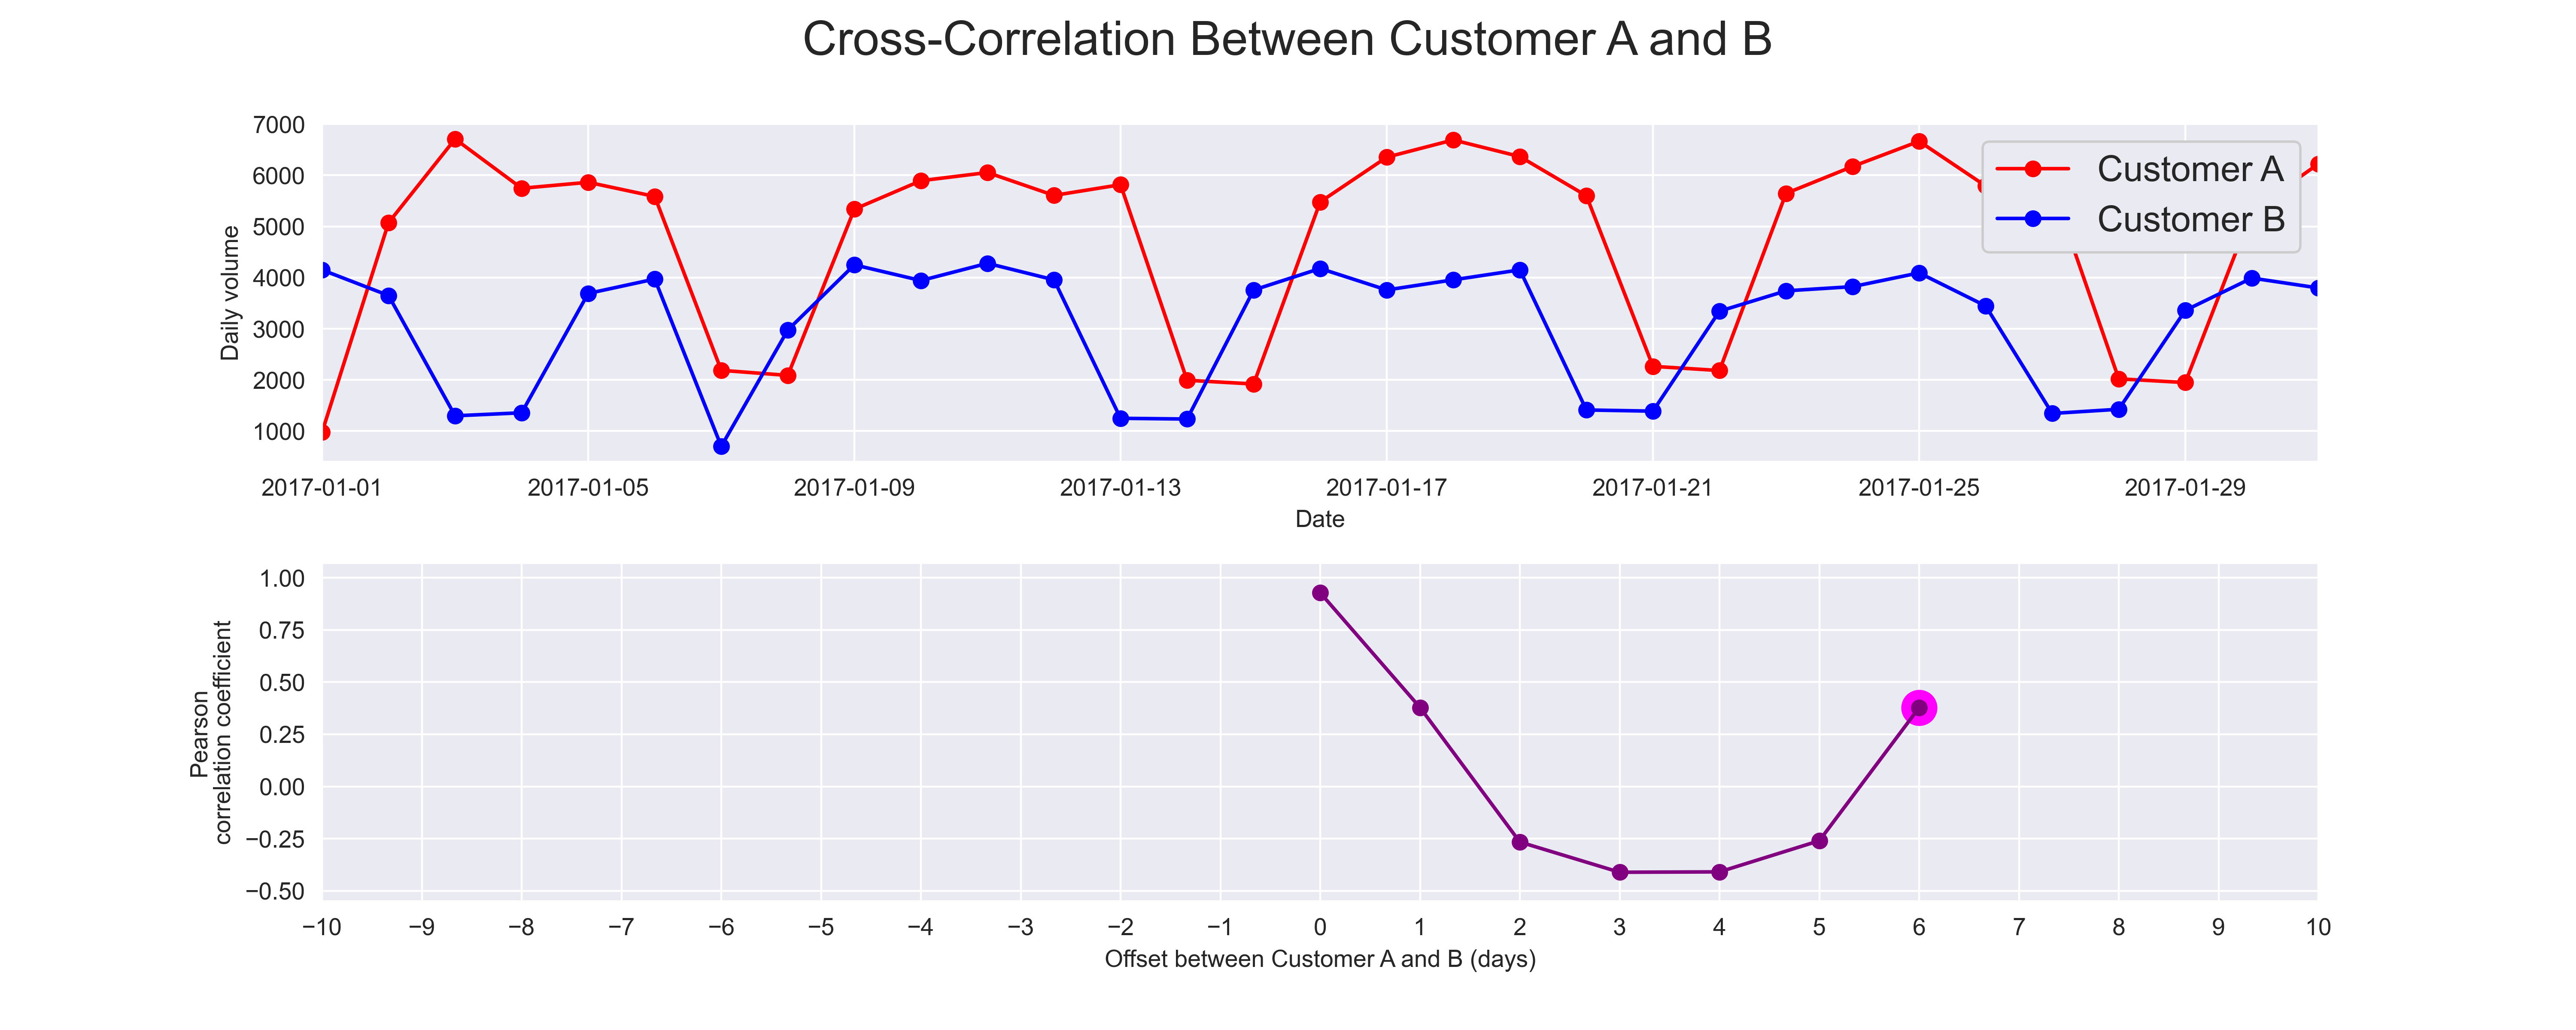 Cross-Correlation Between Customer A and B
7000
6000
5000
4000
3000
2000
1000
Daily volume
Customer A
Customer B
2017-01-01 2017-01-05 2017-01-09 2017-01-13 2017-01-17 2017-01-21 2017-01-25 2017-01-29
Date
1.00
0.75
0.50
0.25
0.00
−0.25
−0.50
Pearson
correlation coefficient
−10 −9 −8 −7 −6 −5 −4 −3 −2 −1 0 1 2 3 4 5 6 7 8 9 10
Offset between Customer A and B (days)